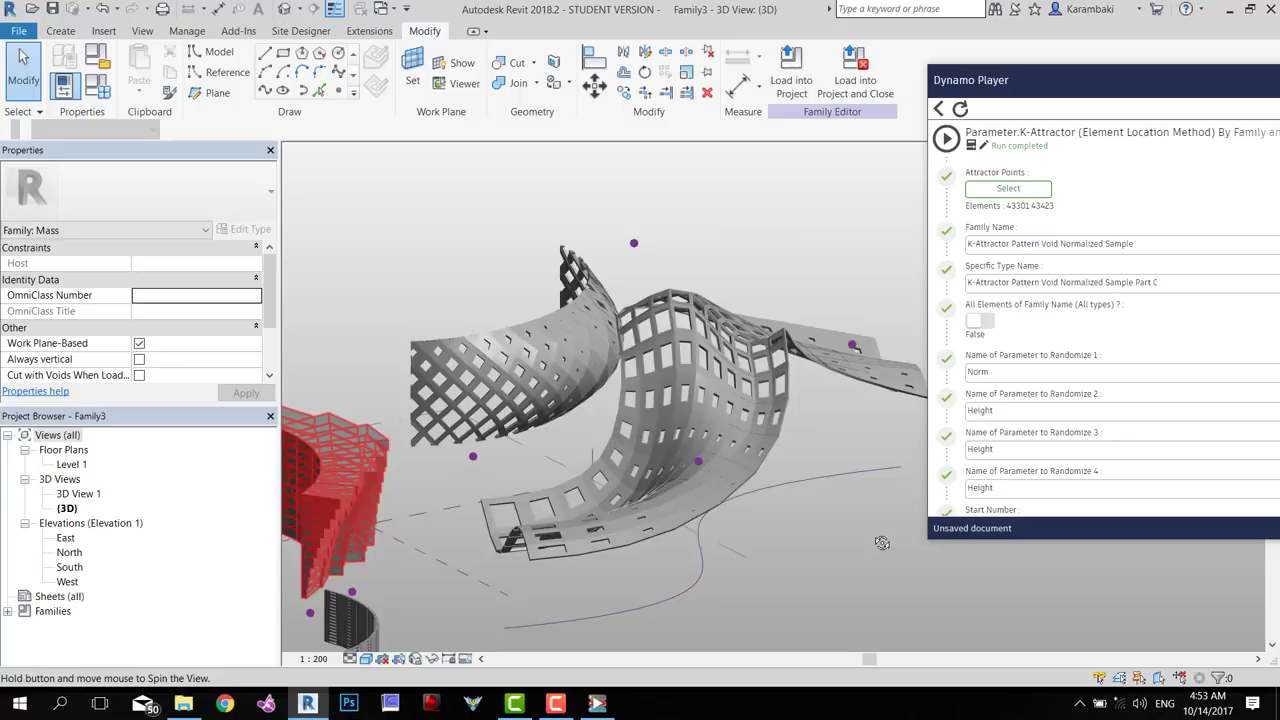 Autodesk Revit 2018.2 - STUDENT VERSION - Family3 - 3D View: {3D}
Type a keyword or phrase
Karambaki
File
Create
Insert
View
Manage
Add-Ins
Site Designer
Extensions
Modify
Modify
Paste
Model
Reference
Plane
Set
Show
Viewer
Cut
Join
Load into
Project
Load into
Project and Close
Select
Properties
Clipboard
Draw
Work Plane
Geometry
Modify
Measure
Family Editor
Properties
Family: Mass
Edit Type
Constraints
Host
Identity Data
OmniClass Number
OmniClass Title
Other
Work Plane-Based
Always vertical
Cut with Voids When Load...
Properties help
Apply
Project Browser - Family3
Views (all)
Floor Plans
Level 1
3D Views
3D View 1
{3D}
Elevations (Elevation 1)
East
North
South
West
Sheets (all)
Families
Dynamo Player
Parameter.K-Attractor (Element Location Method) By Family an
Run completed
Attractor Points :
Select
Elements : 43301 43423
Family Name :
K-Attractor Pattern Void Normalized Sample
Specific Type Name :
K-Attractor Pattern Void Normalized Sample Part C
All Elements of Family Name (All types) ? :
False
Name of Parameter to Randomize 1 :
Norm
Name of Parameter to Randomize 2 :
Height
Name of Parameter to Randomize 3 :
Height
Name of Parameter to Randomize 4 :
Height
Start Number :
Unsaved document
1 : 200
Hold button and move mouse to Spin the View.
:0
50
Ps
4:53 AM
10/14/2017